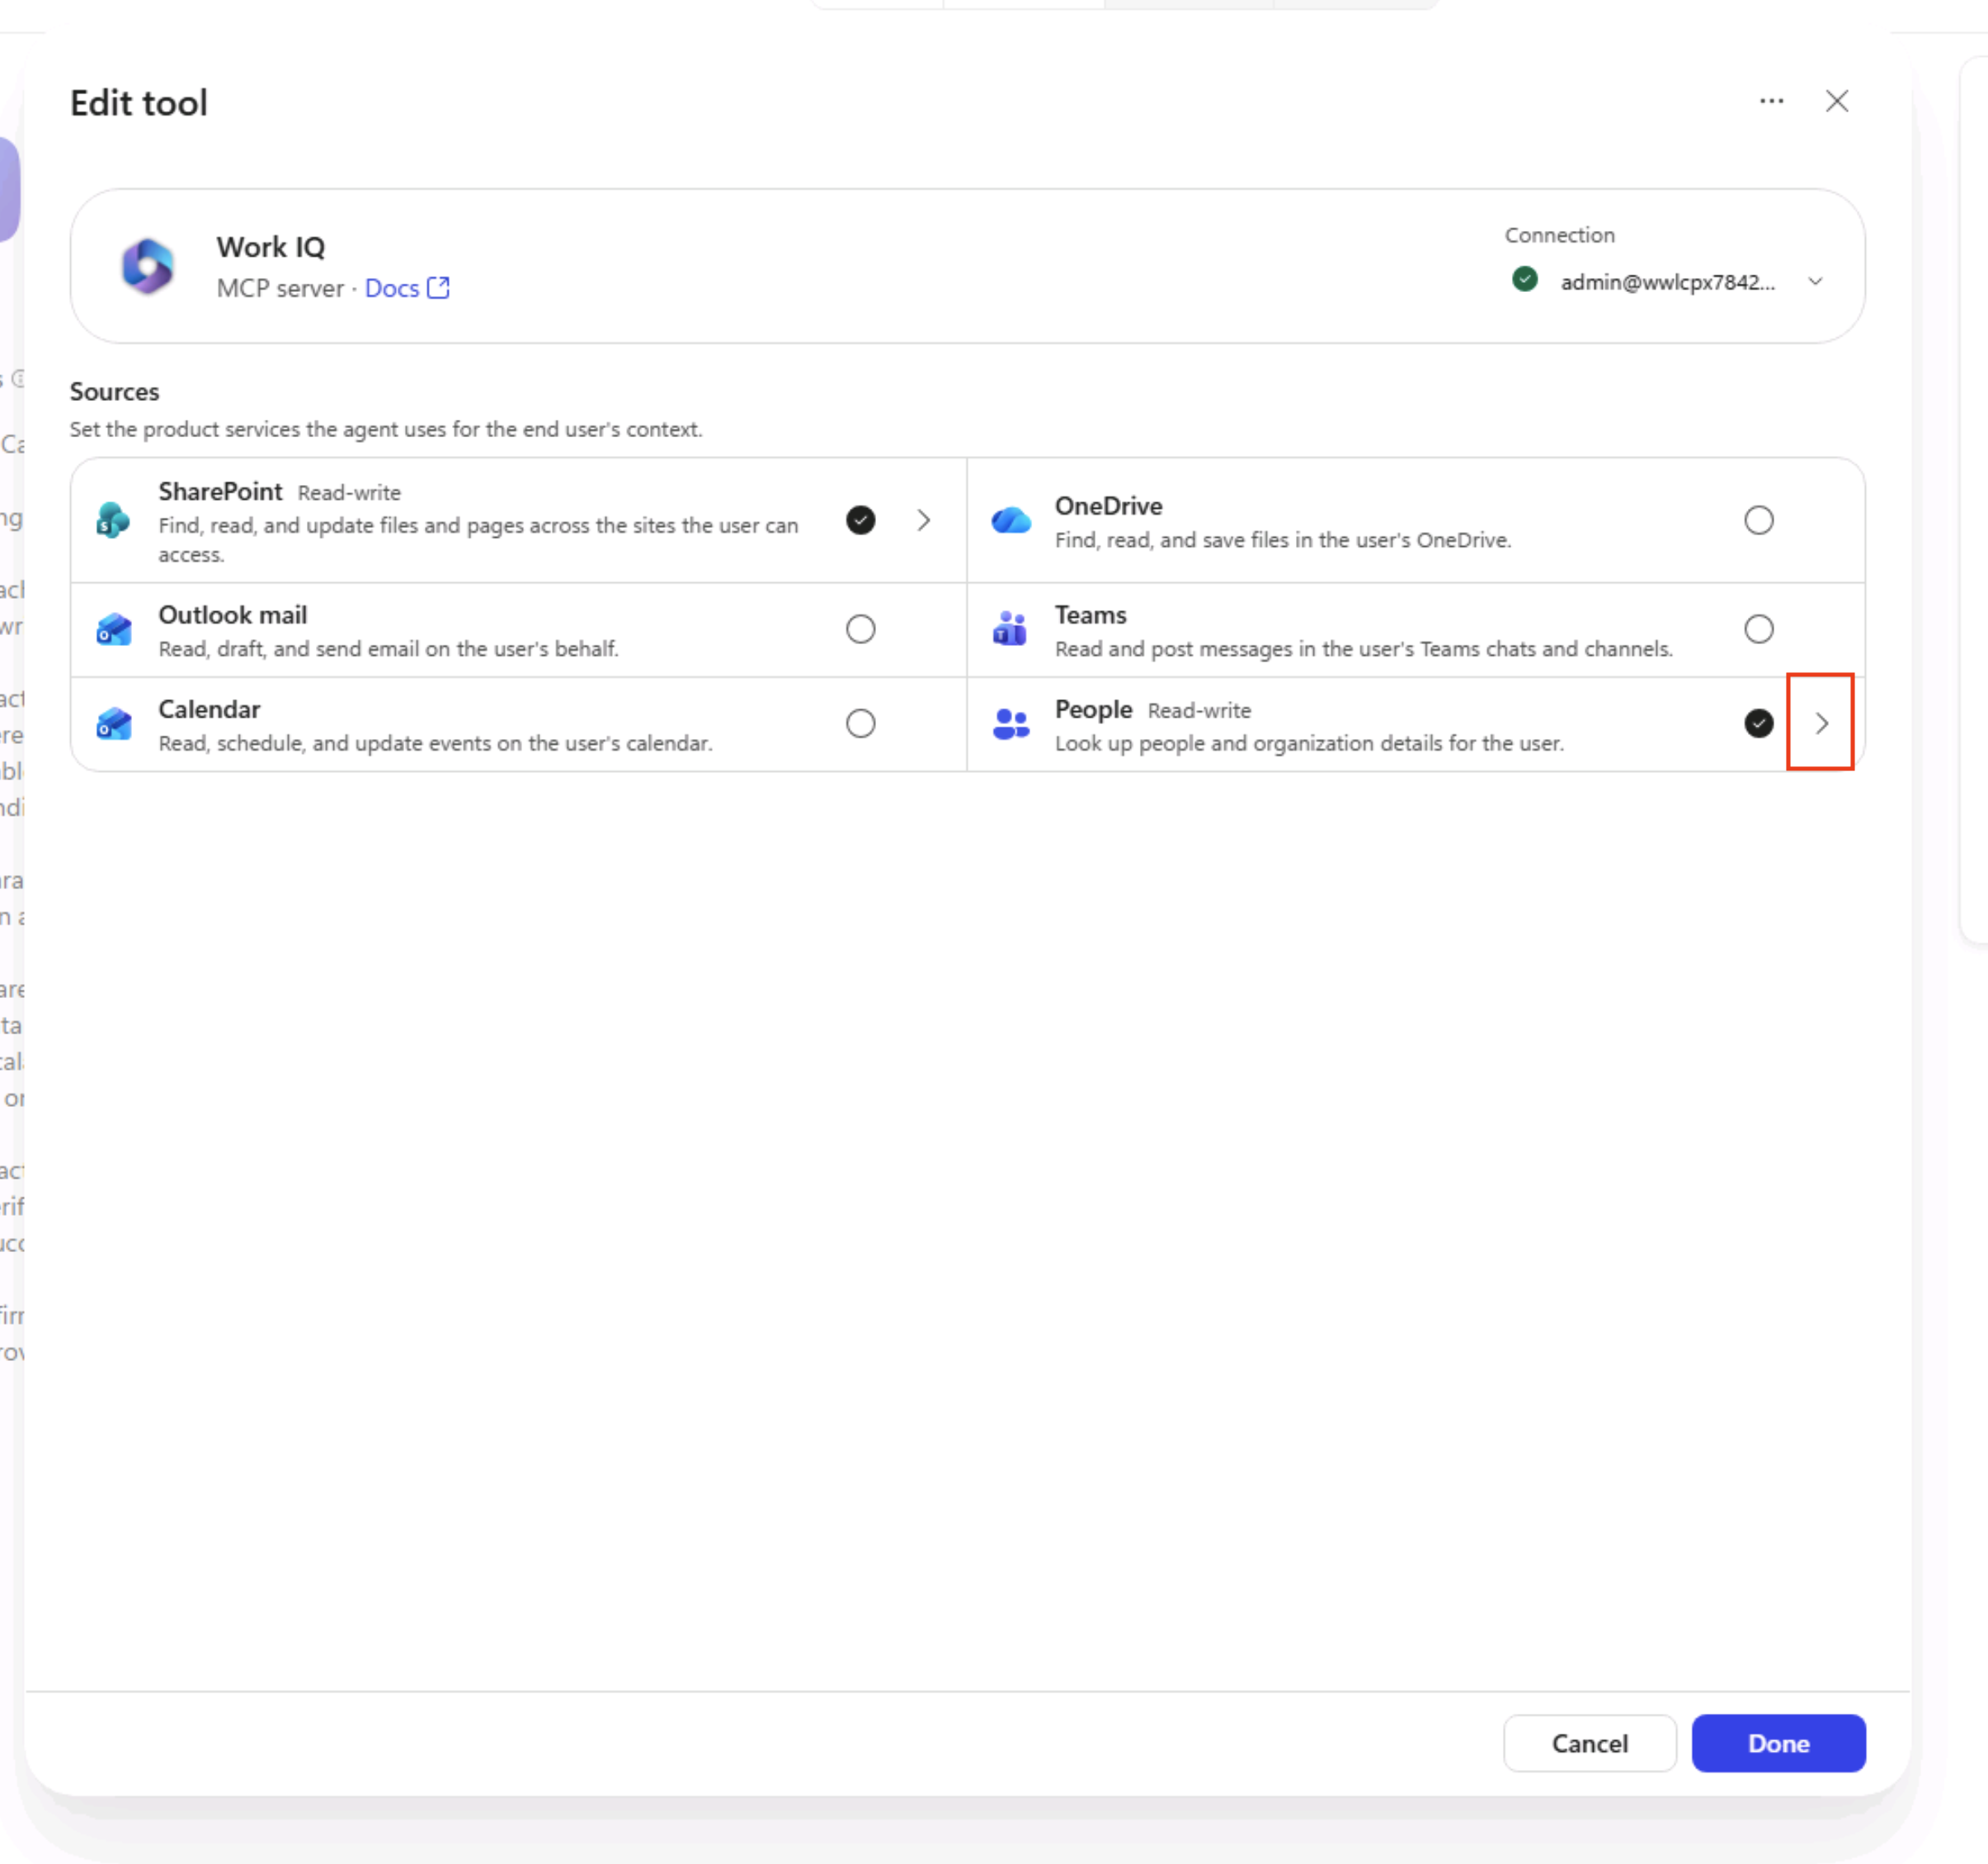 Edit tool
Work IQ
MCP server · Docs
Connection
admin@wwlcpx7842...
Sources
Set the product services the agent uses for the end user's context.
SharePoint Read-write
Find, read, and update files and pages across the sites the user can
access.
OneDrive
Find, read, and save files in the user's OneDrive.
Outlook mail
Read, draft, and send email on the user's behalf.
Teams
Read and post messages in the user's Teams chats and channels.
Calendar
Read, schedule, and update events on the user's calendar.
People Read-write
Look up people and organization details for the user.
Cancel
Done